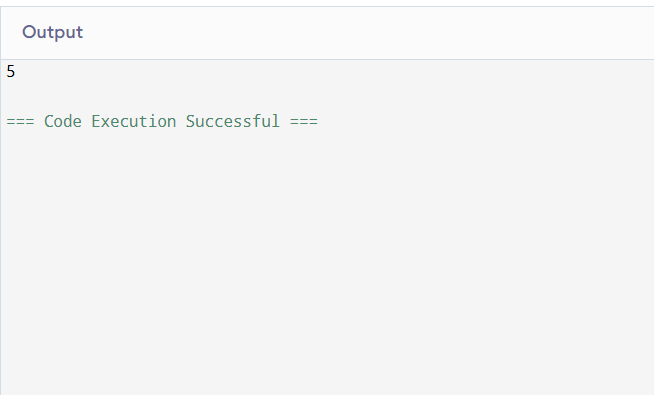 Output
5
=== Code Execution Successful ===